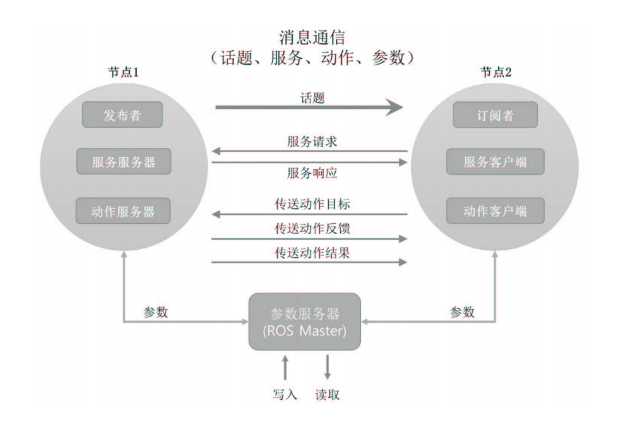 消息通信
（话题、服务、动作、参数）
节点1
节点2
发布者
话题
订阅者
服务请求
服务服务器
服务客户端
服务响应
传送动作目标
动作服务器
动作客户端
传送动作反馈
传送动作结果
参数
参数服务器
(ROS Master)
参数
写入
读取